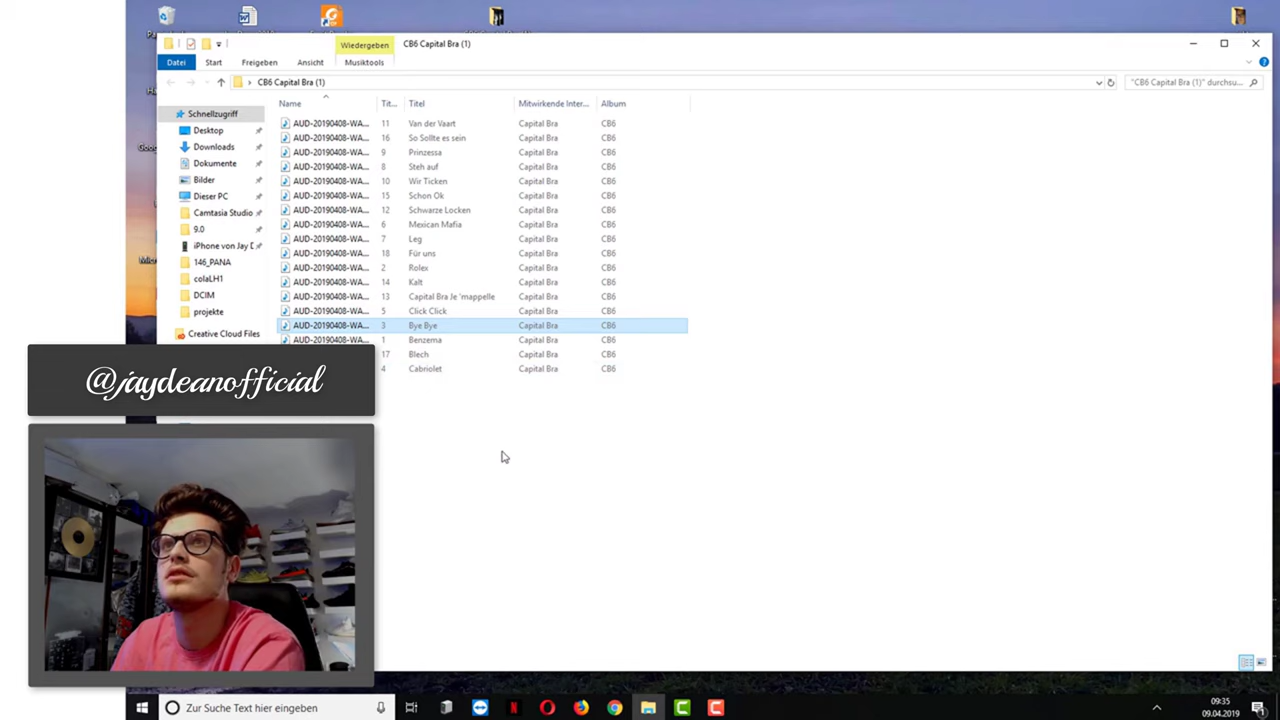 Wiedergeben CB6 Capital Bra (1)
Datei Start Freigeben Ansicht Musiktools
CB6 Capital Bra (1) "CB6 Capital Bra (1)" durchsu...
Schnellzugriff
Desktop
Downloads
Dokumente
Bilder
Dieser PC
Camtasia Studio
9.0
iPhone von Jay D
146_PANA
colaLH1
DCIM
projekte
Creative Cloud Files
Name Tit... Titel Mitwirkende Inter... Album
AUD-20190408-WA... 11 Van der Vaart Capital Bra CB6
AUD-20190408-WA... 16 So Sollte es sein Capital Bra CB6
AUD-20190408-WA... 9 Prinzessa Capital Bra CB6
AUD-20190408-WA... 8 Steh auf Capital Bra CB6
AUD-20190408-WA... 10 Wir Ticken Capital Bra CB6
AUD-20190408-WA... 15 Schon Ok Capital Bra CB6
AUD-20190408-WA... 12 Schwarze Locken Capital Bra CB6
AUD-20190408-WA... 6 Mexican Mafia Capital Bra CB6
AUD-20190408-WA... 7 Leg Capital Bra CB6
AUD-20190408-WA... 18 Für uns Capital Bra CB6
AUD-20190408-WA... 2 Rolex Capital Bra CB6
AUD-20190408-WA... 14 Kalt Capital Bra CB6
AUD-20190408-WA... 13 Capital Bra Je 'mappelle Capital Bra CB6
AUD-20190408-WA... 5 Click Click Capital Bra CB6
AUD-20190408-WA... 3 Bye Bye Capital Bra CB6
AUD-20190408-WA... 1 Benzema Capital Bra CB6
17 Blech Capital Bra CB6
4 Cabriolet Capital Bra CB6
@jaydeanofficial
Zur Suche Text hier eingeben
09:35
09.04.2019